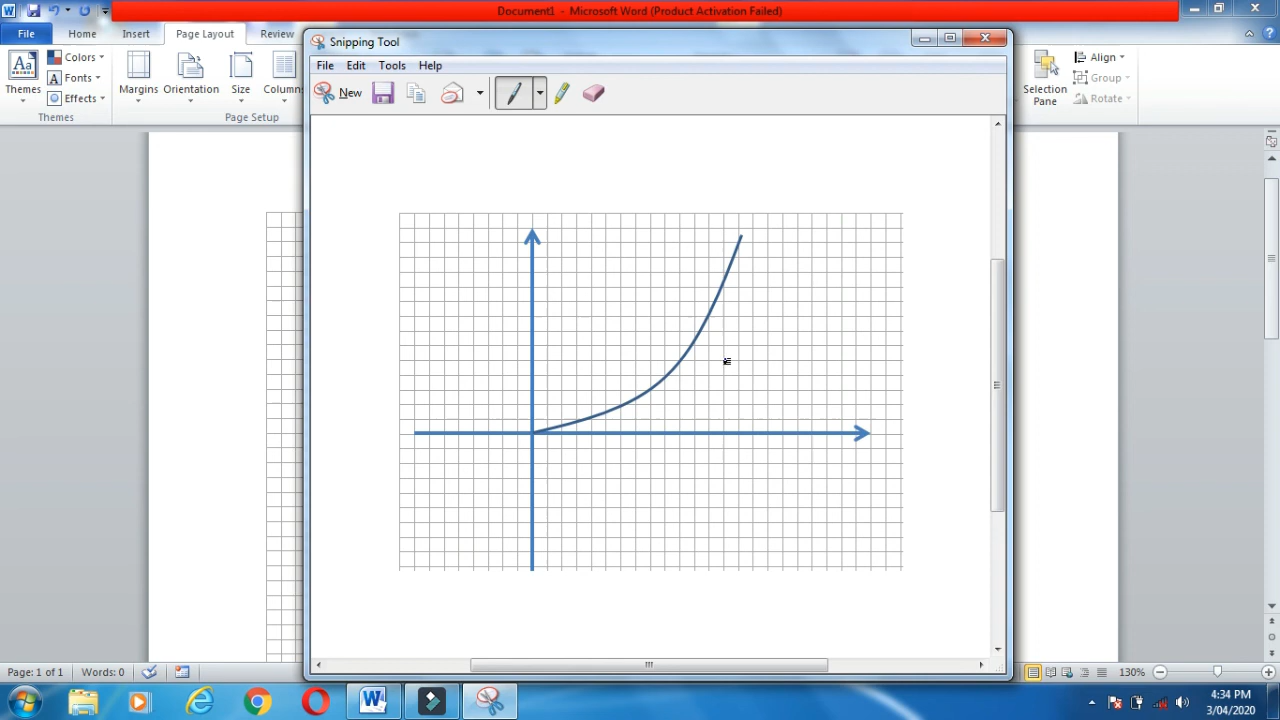 Document1 - Microsoft Word (Product Activation Failed)
File Home Insert Page Layout Review
Snipping Tool
File Edit Tools Help
New
Themes
Colors
Fonts
Effects
Themes
Margins
Orientation
Size
Columns
Page Setup
Selection Pane
Align
Group
Rotate
Page: 1 of 1 Words: 0
130%
4:34 PM
3/04/2020